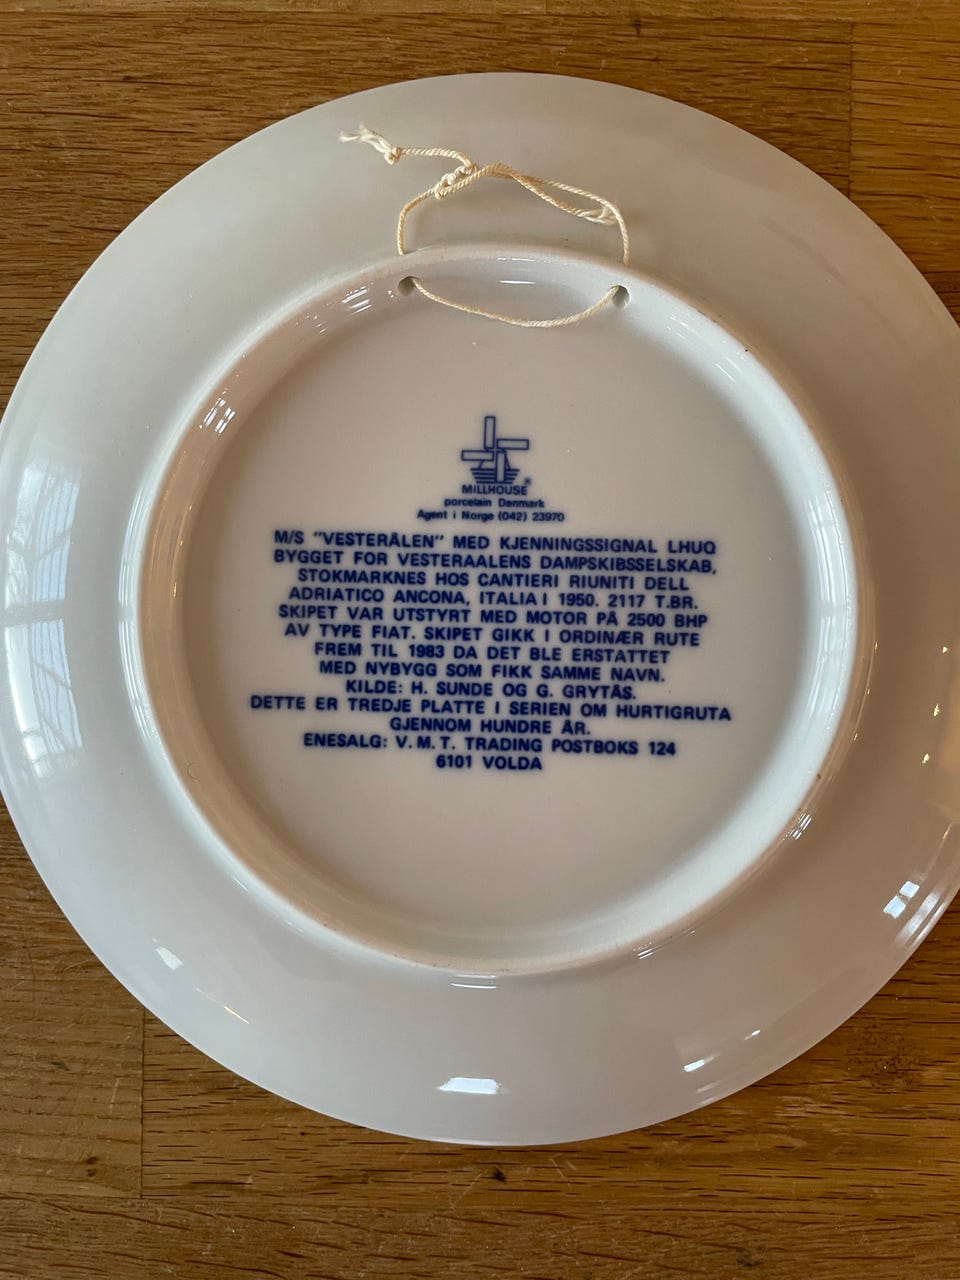 MILLHOUSE®
porcelain Denmark
Agent i Norge (042) 23970
M/S "VESTERÅLEN" MED KJENNINGSSIGNAL LHUQ
BYGGET FOR VESTERAALENS DAMPSKIBSSELSKAB,
STOKMARKNES HOS CANTIERI RIUNITI DELL
ADRIATICO ANCONA, ITALIA I 1950. 2117 T.BR.
SKIPET VAR UTSTYRT MED MOTOR PÅ 2500 BHP
AV TYPE FIAT. SKIPET GIKK I ORDINÆR RUTE
FREM TIL 1983 DA DET BLE ERSTATTET
MED NYBYGG SOM FIKK SAMME NAVN.
KILDE: H. SUNDE OG G. GRYTÅS.
DETTE ER TREDJE PLATTE I SERIEN OM HURTIGRUTA
GJENNOM HUNDRE ÅR.
ENESALG: V. M. T. TRADING POSTBOKS 124
6101 VOLDA